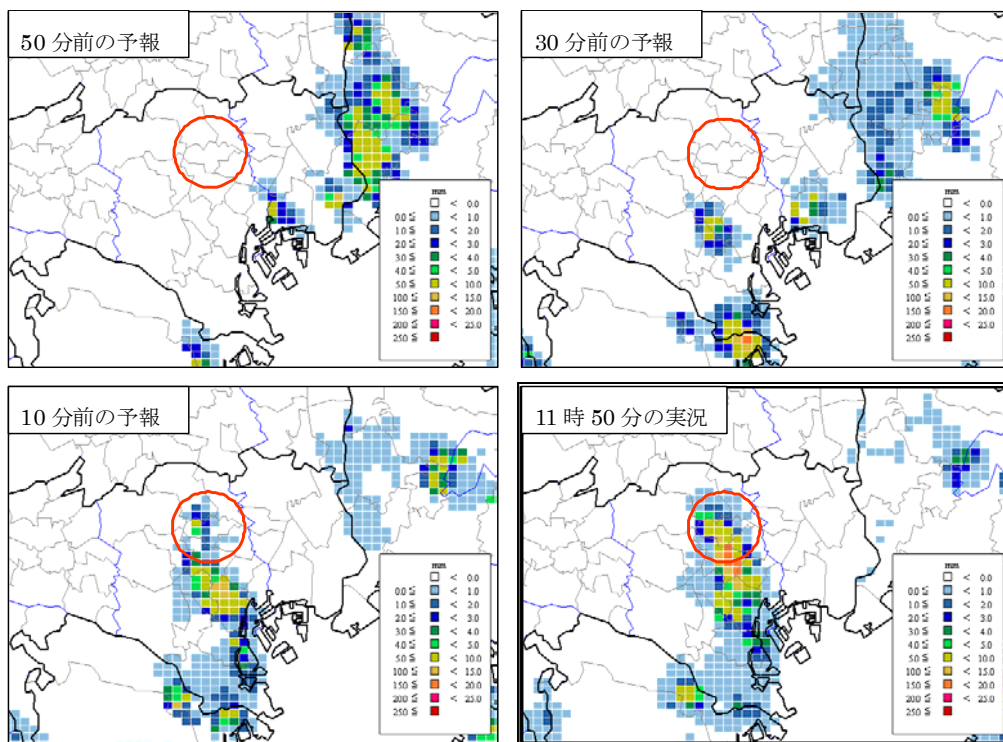 50 分前の予報
mm
< 0.0
0.0 ≦ < 1.0
1.0 ≦ < 2.0
2.0 ≦ < 3.0
3.0 ≦ < 4.0
4.0 ≦ < 5.0
5.0 ≦ < 10.0
10.0 ≦ < 15.0
15.0 ≦ < 20.0
20.0 ≦ < 25.0
25.0 ≦
30 分前の予報
mm
< 0.0
0.0 ≦ < 1.0
1.0 ≦ < 2.0
2.0 ≦ < 3.0
3.0 ≦ < 4.0
4.0 ≦ < 5.0
5.0 ≦ < 10.0
10.0 ≦ < 15.0
15.0 ≦ < 20.0
20.0 ≦ < 25.0
25.0 ≦
10 分前の予報
mm
< 0.0
0.0 ≦ < 1.0
1.0 ≦ < 2.0
2.0 ≦ < 3.0
3.0 ≦ < 4.0
4.0 ≦ < 5.0
5.0 ≦ < 10.0
10.0 ≦ < 15.0
15.0 ≦ < 20.0
20.0 ≦ < 25.0
25.0 ≦
11 時 50 分の実況
mm
< 0.0
0.0 ≦ < 1.0
1.0 ≦ < 2.0
2.0 ≦ < 3.0
3.0 ≦ < 4.0
4.0 ≦ < 5.0
5.0 ≦ < 10.0
10.0 ≦ < 15.0
15.0 ≦ < 20.0
20.0 ≦ < 25.0
25.0 ≦